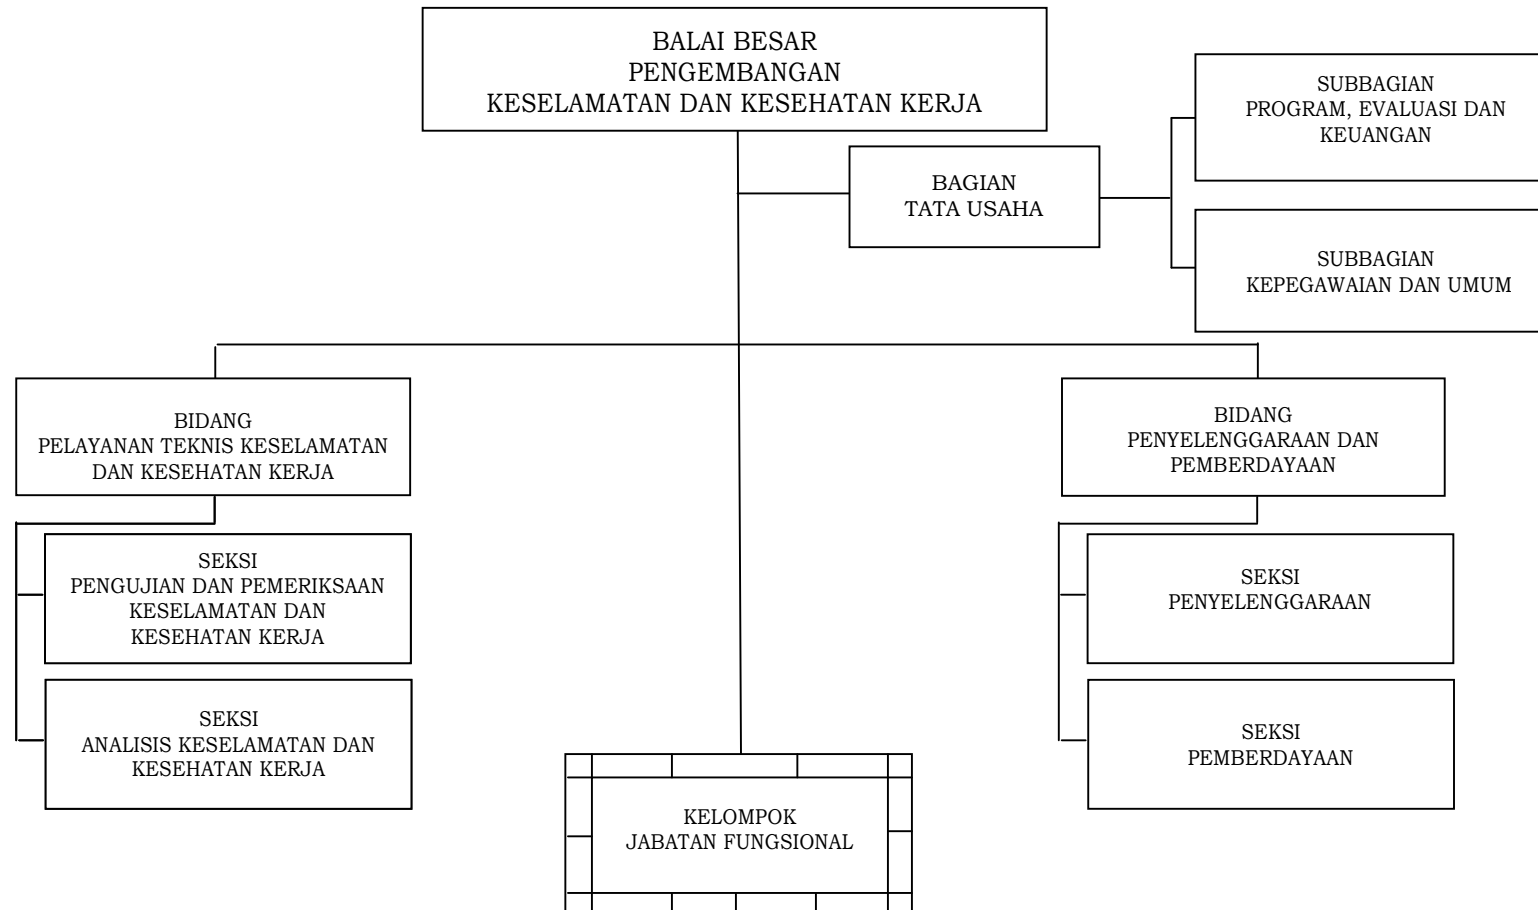 BALAI BESAR
PENGEMBANGAN
KESELAMATAN DAN KESEHATAN KERJA
BAGIAN
TATA USAHA
SUBBAGIAN
PROGRAM, EVALUASI DAN
KEUANGAN
SUBBAGIAN
KEPEGAWAIAN DAN UMUM
BIDANG
PELAYANAN TEKNIS KESELAMATAN
DAN KESEHATAN KERJA
SEKSI
PENGUJIAN DAN PEMERIKSAAN
KESELAMATAN DAN
KESEHATAN KERJA
SEKSI
ANALISIS KESELAMATAN DAN
KESEHATAN KERJA
BIDANG
PENYELENGGARAAN DAN
PEMBERDAYAAN
SEKSI
PENYELENGGARAAN
SEKSI
PEMBERDAYAAN
KELOMPOK
JABATAN FUNGSIONAL